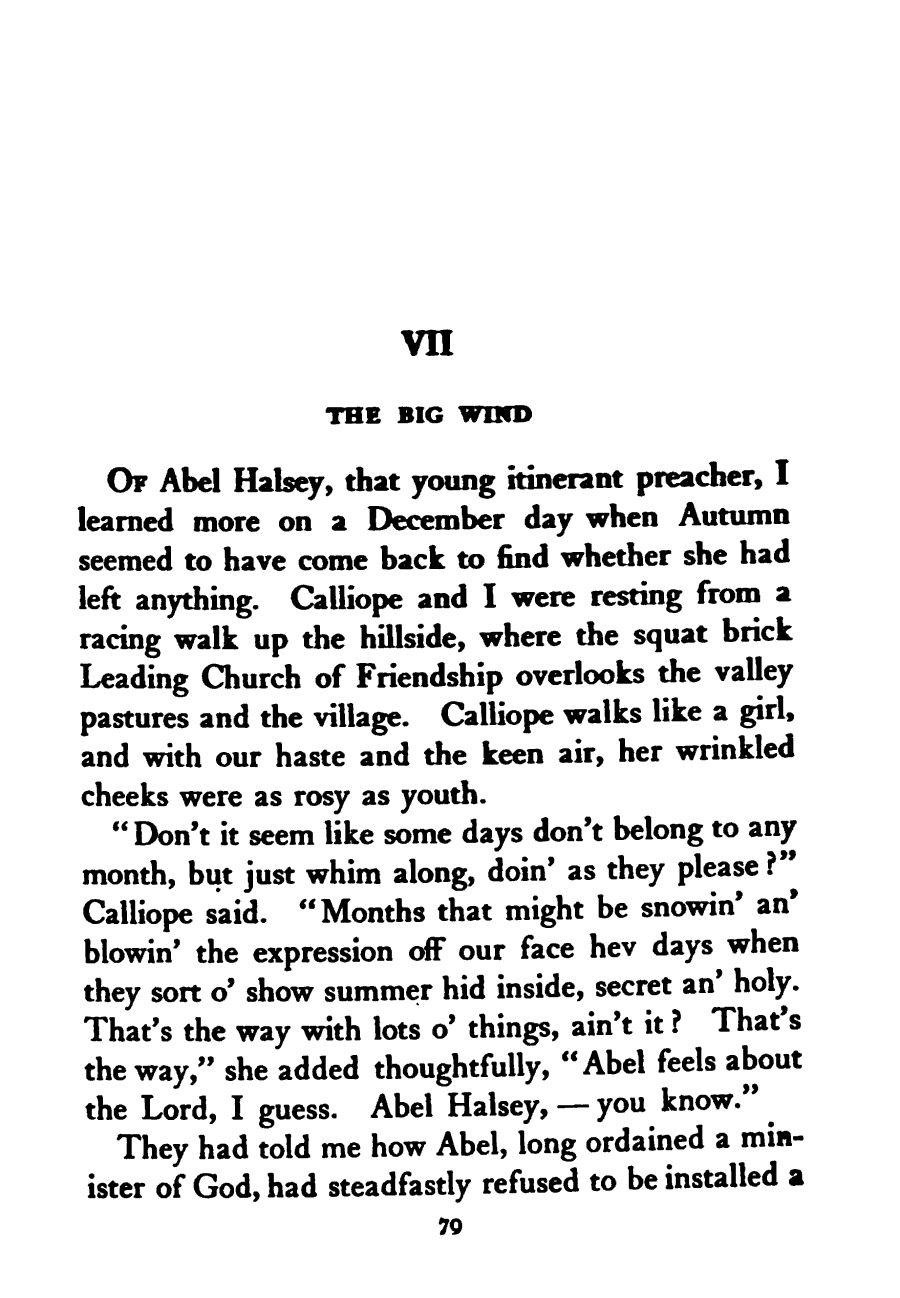 VII
THE BIG WIND
OF Abel Halsey, that young itinerant preacher, I
learned more on a December day when Autumn
seemed to have come back to find whether she had
left anything. Calliope and I were resting from a
racing walk up the hillside, where the squat brick
Leading Church of Friendship overlooks the valley
pastures and the village. Calliope walks like a girl,
and with our haste and the keen air, her wrinkled
cheeks were as rosy as youth.
“Don’t it seem like some days don’t belong to any
month, but just whim along, doin’ as they please?”
Calliope said. “Months that might be snowin’ an’
blowin’ the expression off our face hev days when
they sort o’ show summer hid inside, secret an’ holy.
That’s the way with lots o’ things, ain’t it? That’s
the way,” she added thoughtfully, “Abel feels about
the Lord, I guess. Abel Halsey, — you know.”
They had told me how Abel, long ordained a min-
ister of God, had steadfastly refused to be installed a
79